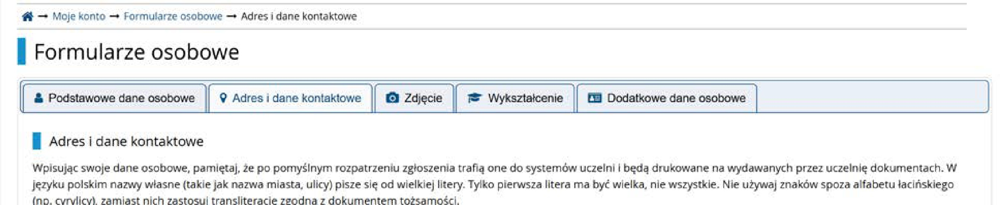 → Moje konto → Formularze osobowe → Adres i dane kontaktowe
Formularze osobowe
Podstawowe dane osobowe Adres i dane kontaktowe Zdjęcie Wykształcenie Dodatkowe dane osobowe
Adres i dane kontaktowe
Wpisując swoje dane osobowe, pamiętaj, że po pomyślnym rozpatrzeniu zgłoszenia trafią one do systemów uczelni i będą drukowane na wydawanych przez uczelnię dokumentach. W
języku polskim nazwy własne (takie jak nazwa miasta, ulicy) pisze się od wielkiej litery. Tylko pierwsza litera ma być wielka, nie wszystkie. Nie używaj znaków spoza alfabetu łacińskiego
(np. cyrylicy), zamiast nich zastosuj transliterację zgodną z dokumentem tożsamości.